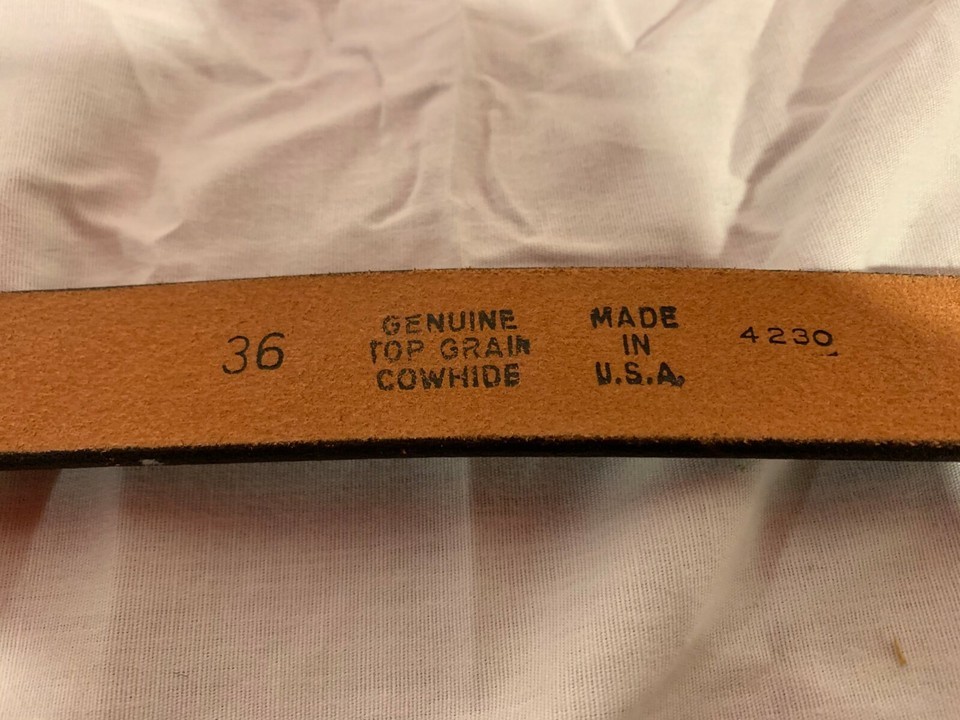 36
GENUINE
TOP GRAIN
COWHIDE
MADE
IN
U.S.A.
4230